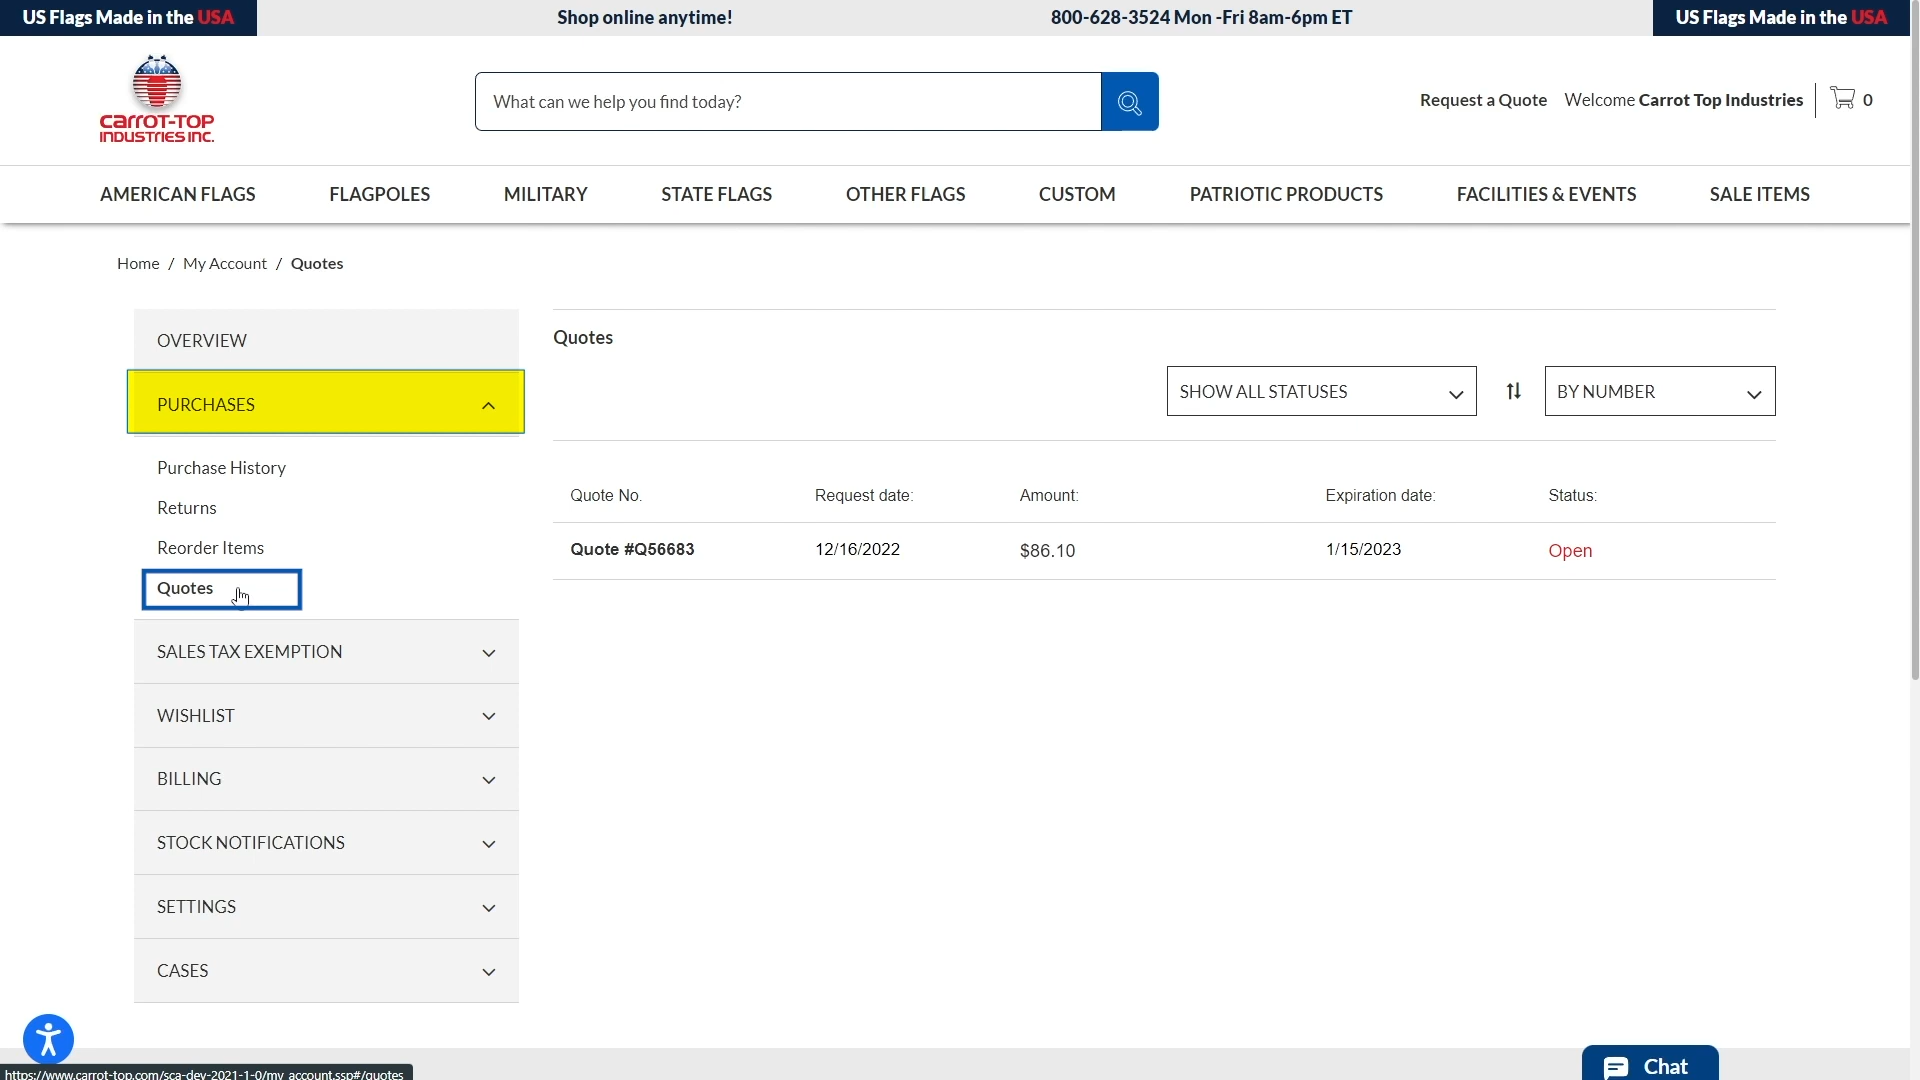 US Flags Made in the USA
Shop online anytime!
800-628-3524 Mon -Fri 8am-6pm ET
US Flags Made in the USA
CARROT-TOP
INDUSTRIES INC.
What can we help you find today?
Request a Quote
Welcome Carrot Top Industries
0
AMERICAN FLAGS
FLAGPOLES
MILITARY
STATE FLAGS
OTHER FLAGS
CUSTOM
PATRIOTIC PRODUCTS
FACILITIES & EVENTS
SALE ITEMS
Home / My Account / Quotes
OVERVIEW
PURCHASES
Purchase History
Returns
Reorder Items
Quotes
SALES TAX EXEMPTION
WISHLIST
BILLING
STOCK NOTIFICATIONS
SETTINGS
CASES
Quotes
SHOW ALL STATUSES
BY NUMBER
Quote No. Request date: Amount: Expiration date: Status:
Quote #Q56683 12/16/2022 $86.10 1/15/2023 Open
Chat
https://www.carrot-top.com/sca-dev-2021-1-0/my_account.ssp#/quotes